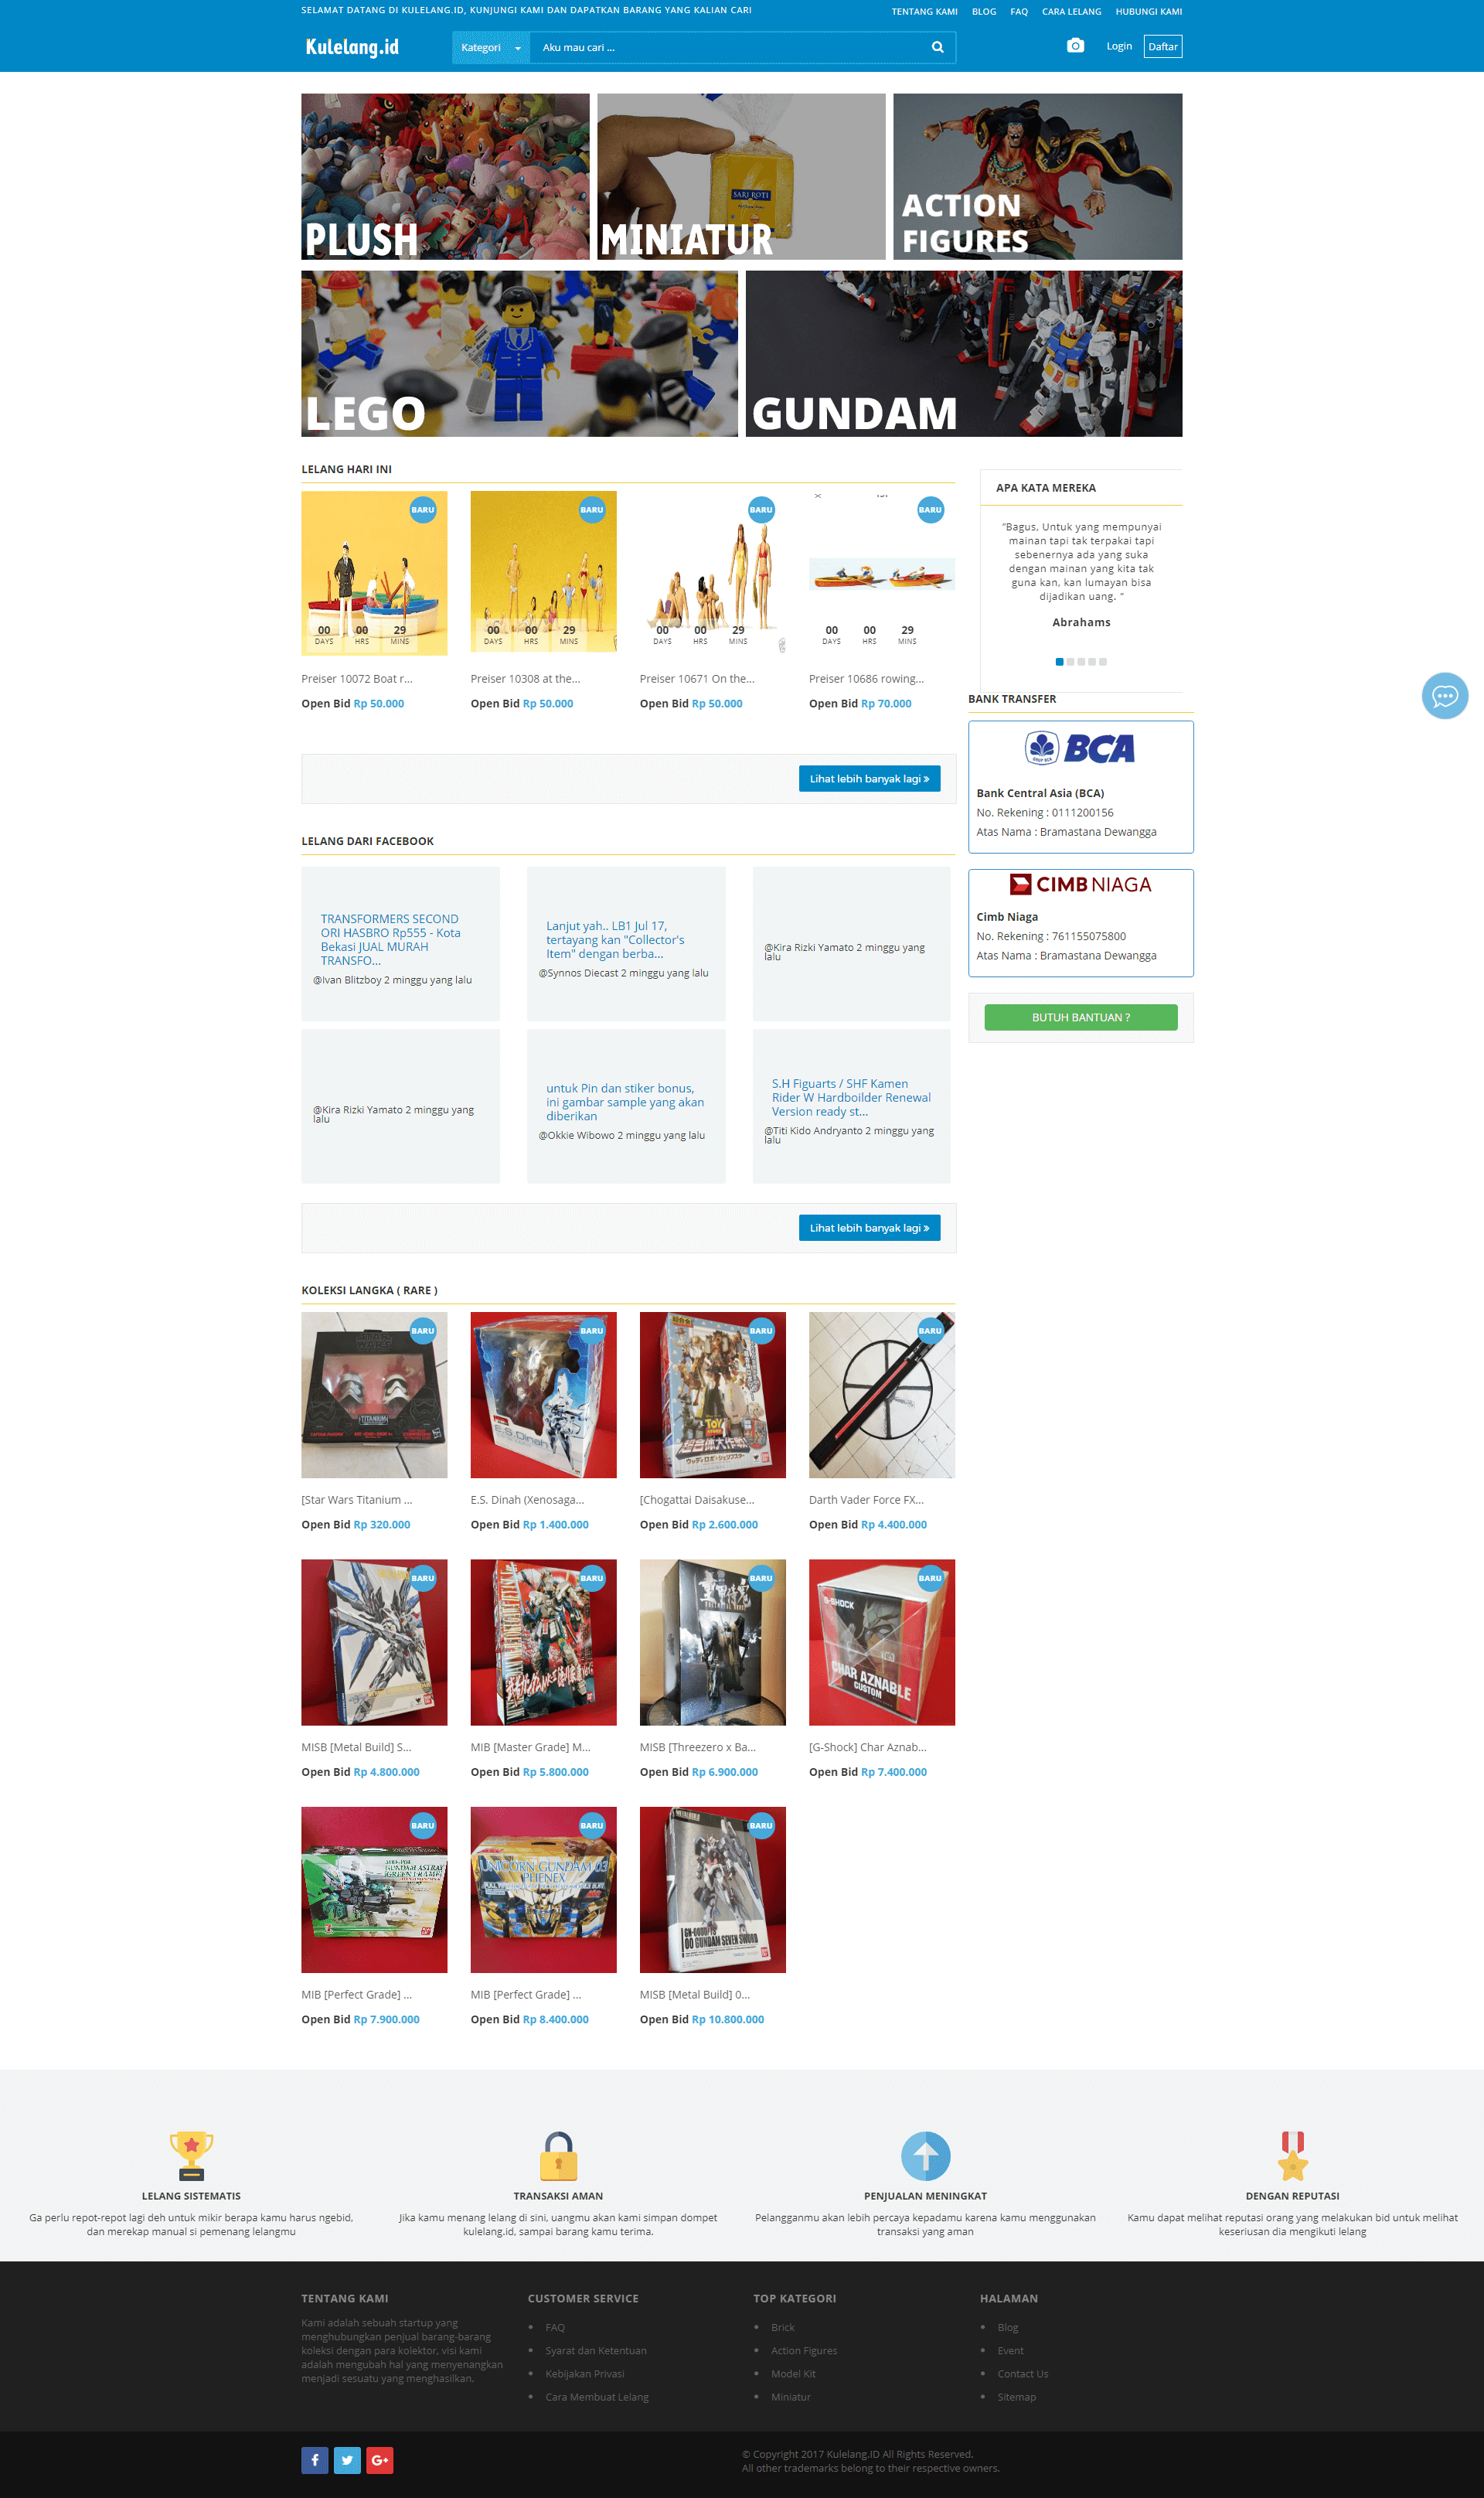 SELAMAT DATANG DI KULELANG.ID, KUNJUNGI KAMI DAN DAPATKAN BARANG YANG KALIAN CARI
TENTANG KAMI BLOG FAQ CARA LELANG HUBUNGI KAMI
Kulelang.id
Kategori
Aku mau cari ...
Login
Daftar
PLUSH
SARI ROTI
MINIATUR
ACTION
FIGURES
LEGO
GUNDAM
LELANG HARI INI
BARU
00 00 29
DAYS HRS MINS
Preiser 10072 Boat r...
Open Bid Rp 50.000
BARU
00 00 29
DAYS HRS MINS
Preiser 10308 at the...
Open Bid Rp 50.000
BARU
00 00 29
DAYS HRS MINS
Preiser 10671 On the...
Open Bid Rp 50.000
BARU
00 00 29
DAYS HRS MINS
Preiser 10686 rowing...
Open Bid Rp 70.000
Lihat lebih banyak lagi »
APA KATA MEREKA
"Bagus, Untuk yang mempunyai
mainan tapi tak terpakai tapi
sebenernya ada yang suka
dengan mainan yang kita tak
guna kan, kan lumayan bisa
dijadikan uang. "
Abrahams
BANK TRANSFER
BCA
Bank Central Asia (BCA)
No. Rekening : 0111200156
Atas Nama : Bramastana Dewangga
CIMB NIAGA
Cimb Niaga
No. Rekening : 761155075800
Atas Nama : Bramastana Dewangga
BUTUH BANTUAN ?
LELANG DARI FACEBOOK
TRANSFORMERS SECOND
ORI HASBRO Rp555 - Kota
Bekasi JUAL MURAH
TRANSFO...
@Ivan Blitzboy 2 minggu yang lalu
Lanjut yah.. LB1 Jul 17,
tertayang kan "Collector's
Item" dengan berba...
@Synnos Diecast 2 minggu yang lalu
@Kira Rizki Yamato 2 minggu yang
lalu
@Kira Rizki Yamato 2 minggu yang
lalu
untuk Pin dan stiker bonus,
ini gambar sample yang akan
diberikan
@Okkie Wibowo 2 minggu yang lalu
S.H Figuarts / SHF Kamen
Rider W Hardboilder Renewal
Version ready st...
@Titi Kido Andryanto 2 minggu yang
lalu
Lihat lebih banyak lagi »
KOLEKSI LANGKA ( RARE )
BARU
TITANIUM
[Star Wars Titanium ...
Open Bid Rp 320.000
BARU
E.S. Dinah
E.S. Dinah (Xenosaga...
Open Bid Rp 1.400.000
BARU
TOY
[Chogattai Daisakuse...
Open Bid Rp 2.600.000
BARU
Darth Vader Force FX...
Open Bid Rp 4.400.000
BARU
MISB [Metal Build] S...
Open Bid Rp 4.800.000
BARU
MIB [Master Grade] M...
Open Bid Rp 5.800.000
BARU
MISB [Threezero x Ba...
Open Bid Rp 6.900.000
BARU
G-SHOCK
CHAR AZNABLE
CUSTOM
[G-Shock] Char Aznab...
Open Bid Rp 7.400.000
BARU
GUNDAM ASTRAY
MIB [Perfect Grade] ...
Open Bid Rp 7.900.000
BARU
UNICORN GUNDAM 03
PHENEX
MIB [Perfect Grade] ...
Open Bid Rp 8.400.000
BARU
00 GUNDAM SEVEN SWORD
MISB [Metal Build] 0...
Open Bid Rp 10.800.000
LELANG SISTEMATIS
Ga perlu repot-repot lagi deh untuk mikir berapa kamu harus ngebid,
dan merekap manual si pemenang lelangmu
TRANSAKSI AMAN
Jika kamu menang lelang di sini, uangmu akan kami simpan dompet
kulelang.id, sampai barang kamu terima.
PENJUALAN MENINGKAT
Pelangganmu akan lebih percaya kepadamu karena kamu menggunakan
transaksi yang aman
DENGAN REPUTASI
Kamu dapat melihat reputasi orang yang melakukan bid untuk melihat
keseriusan dia mengikuti lelang
TENTANG KAMI
Kami adalah sebuah startup yang
menghubungkan penjual barang-barang
koleksi dengan para kolektor, visi kami
adalah mengubah hal yang menyenangkan
menjadi sesuatu yang menghasilkan.
CUSTOMER SERVICE
FAQ
Syarat dan Ketentuan
Kebijakan Privasi
Cara Membuat Lelang
TOP KATEGORI
Brick
Action Figures
Model Kit
Miniatur
HALAMAN
Blog
Event
Contact Us
Sitemap
© Copyright 2017 Kulelang.ID All Rights Reserved.
All other trademarks belong to their respective owners.